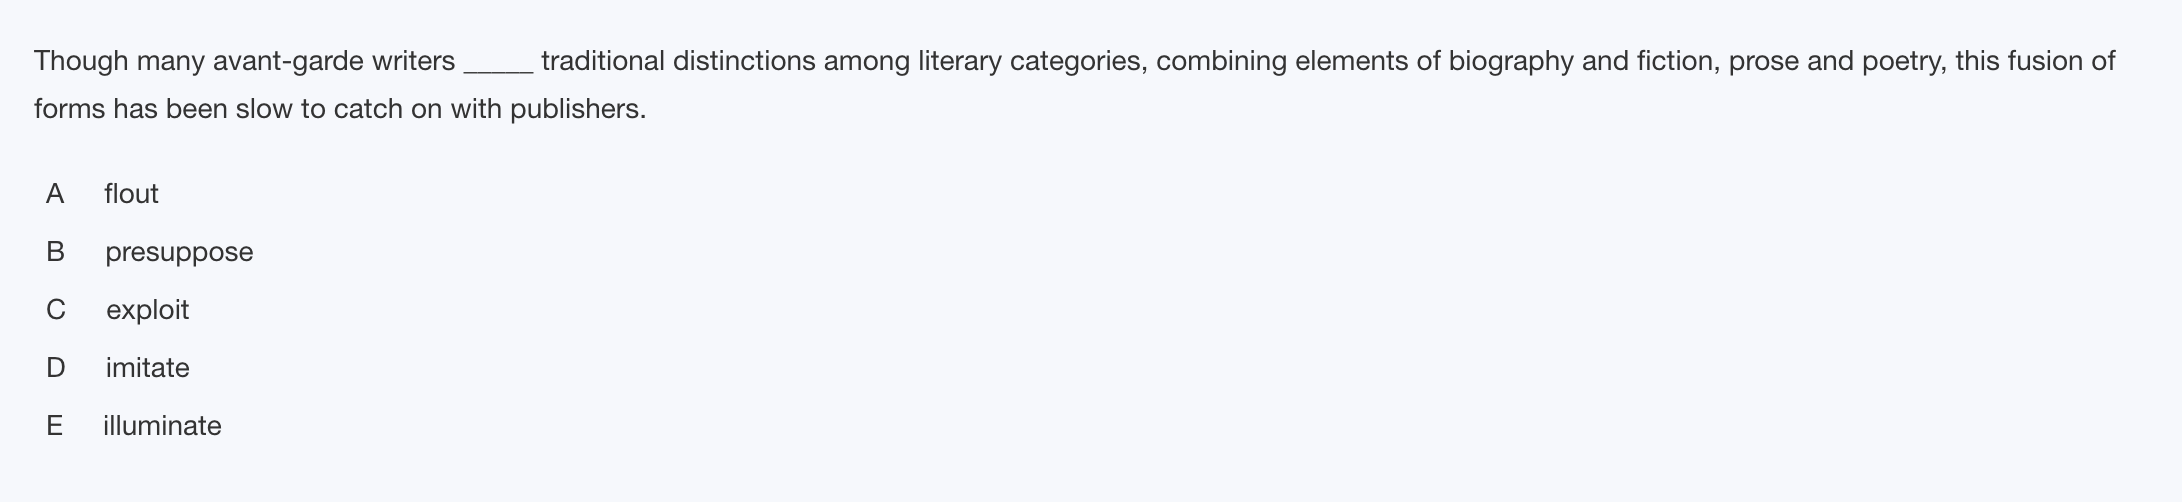 Though many avant-garde writers _____ traditional distinctions among literary categories, combining elements of biography and fiction, prose and poetry, this fusion of
forms has been slow to catch on with publishers.
A flout
B presuppose
C exploit
D imitate
E illuminate